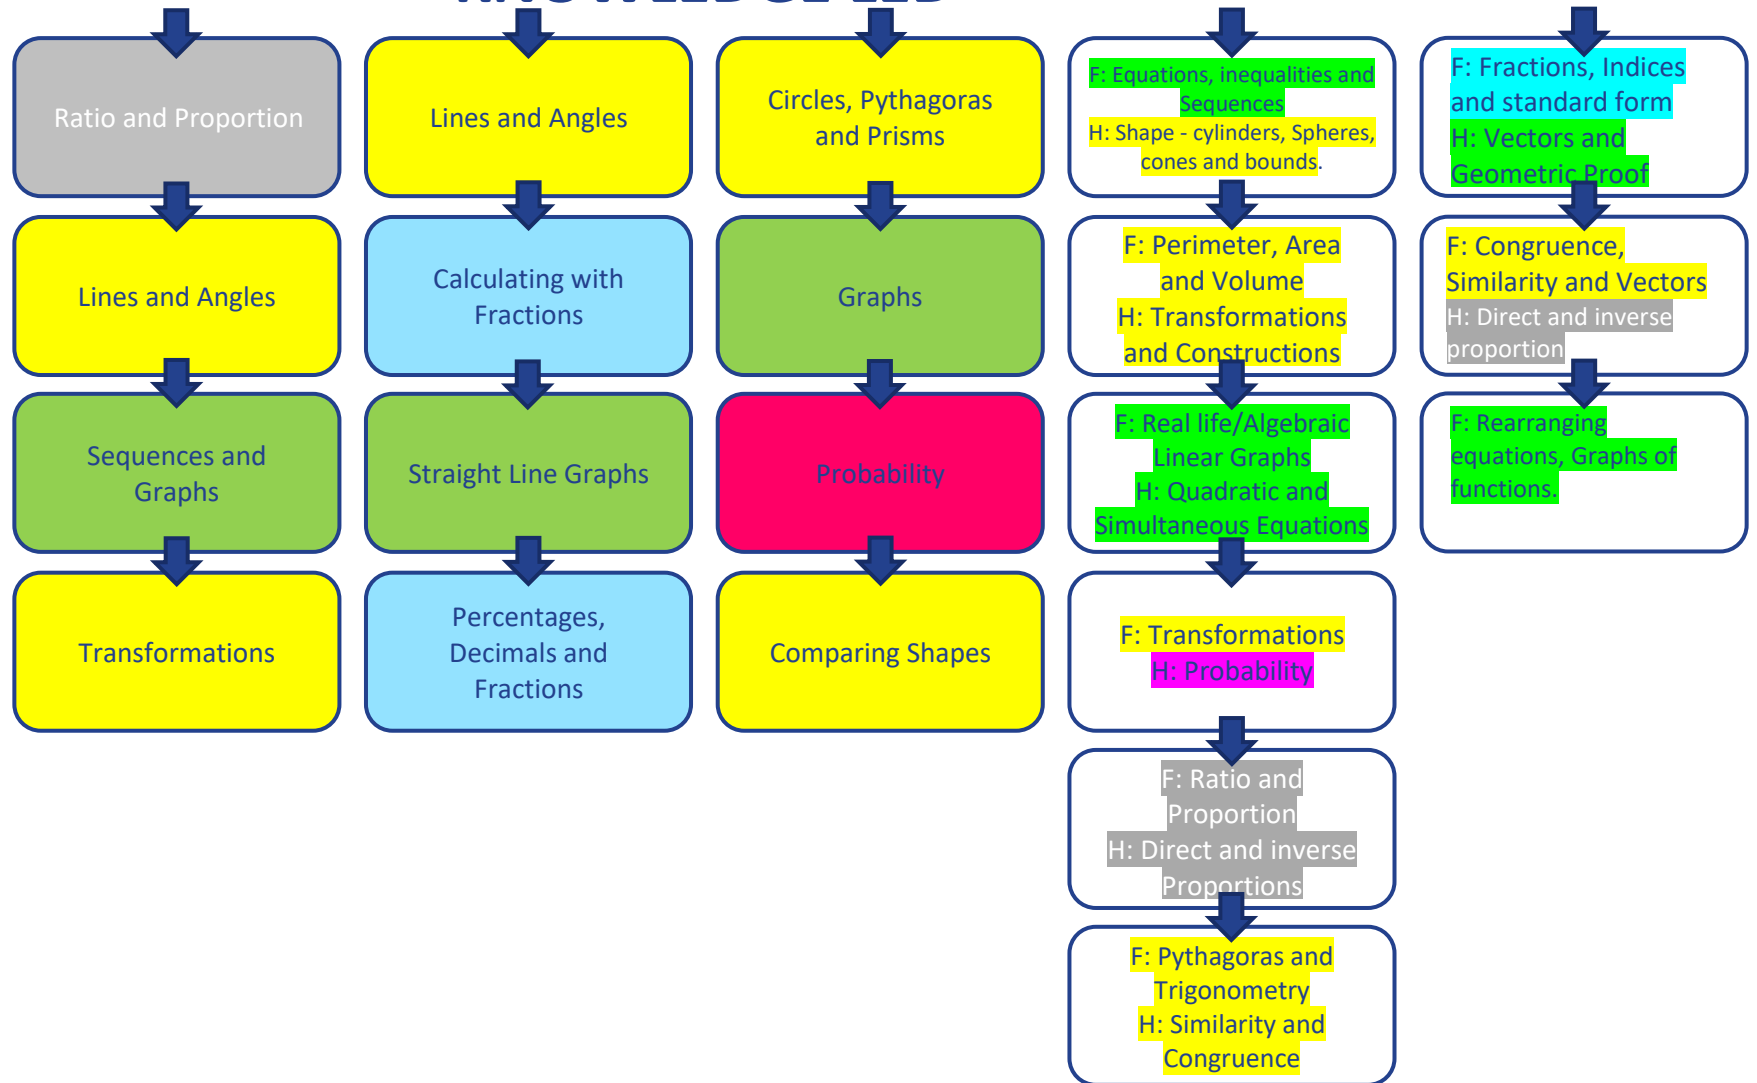 Ratio and Proportion
Lines and Angles
Sequences and
Graphs
Transformations
Lines and Angles
Calculating with
Fractions
Straight Line Graphs
Percentages,
Decimals and
Fractions
Circles, Pythagoras
and Prisms
Graphs
Probability
Comparing Shapes
F: Equations, inequalities and
Sequences
H: Shape - cylinders, Spheres,
cones and bounds.
F: Perimeter, Area
and Volume
H: Transformations
and Constructions
F: Real life/Algebraic
Linear Graphs
H: Quadratic and
Simultaneous Equations
F: Transformations
H: Probability
F: Ratio and
Proportion
H: Direct and inverse
Proportions
F: Pythagoras and
Trigonometry
H: Similarity and
Congruence
F: Fractions, Indices
and standard form
H: Vectors and
Geometric Proof
F: Congruence,
Similarity and Vectors
H: Direct and inverse
proportion
F: Rearranging
equations, Graphs of
functions.